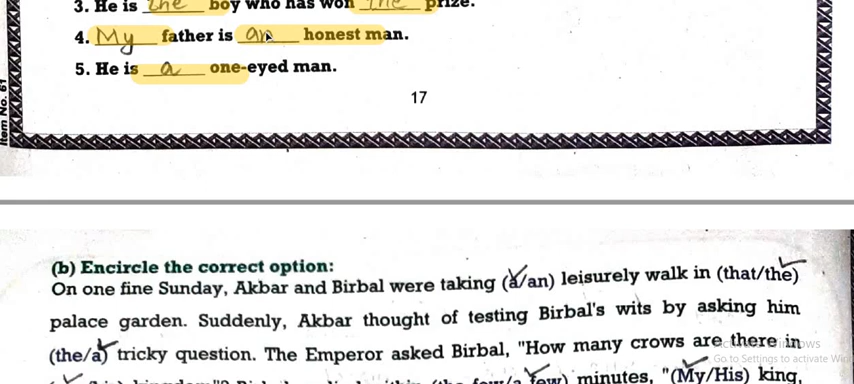 3. He is the boy who has won the prize.
4. My father is an honest man.
5. He is a one-eyed man.
Item No. 61
17
(b) Encircle the correct option:
On one fine Sunday, Akbar and Birbal were taking (a/an) leisurely walk in (that/the)
palace garden. Suddenly, Akbar thought of testing Birbal's wits by asking him
(the/a) tricky question. The Emperor asked Birbal, "How many crows are there in
Activate Windows
Go to Settings to activate Win
few) minutes, "(My/His) king,